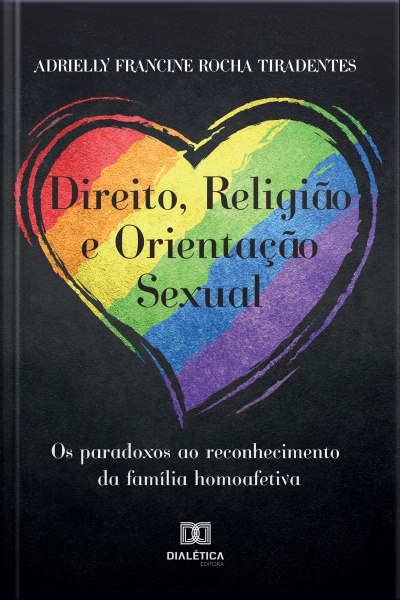 ADRIELLY FRANCINE ROCHA TIRADENTES
Direito, Religião
e Orientação
Sexual
Os paradoxos ao reconhecimento
da família homoafetiva
DIALÉTICA
EDITORA